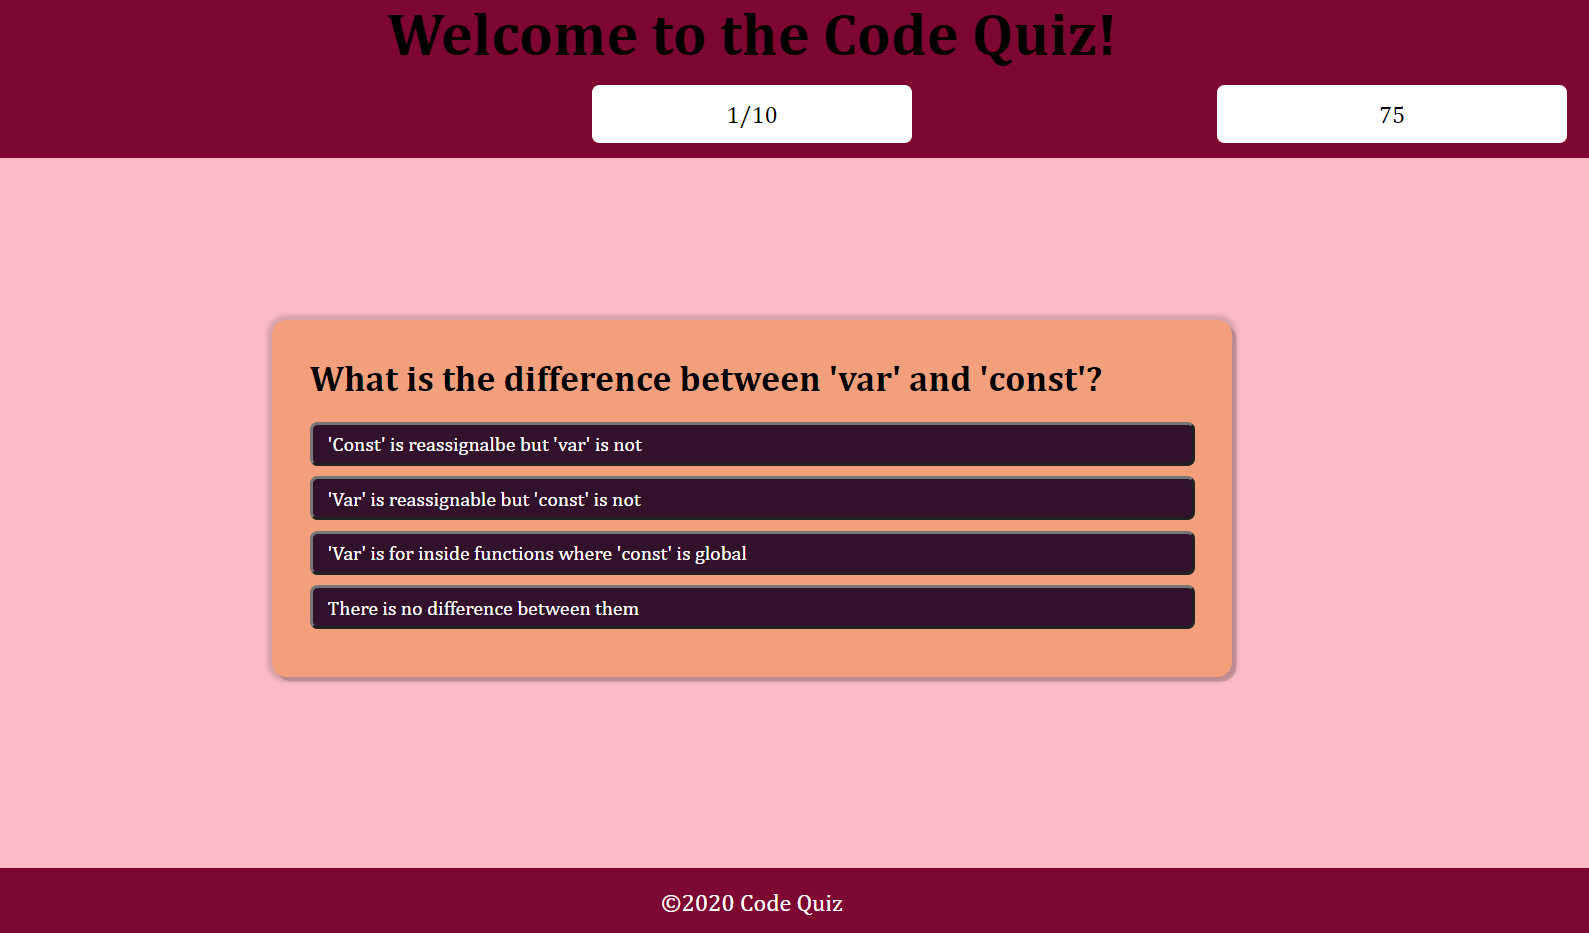 Welcome to the Code Quiz!
1/10
75
What is the difference between 'var' and 'const'?
'Const' is reassignalbe but 'var' is not
'Var' is reassignable but 'const' is not
'Var' is for inside functions where 'const' is global
There is no difference between them
©2020 Code Quiz